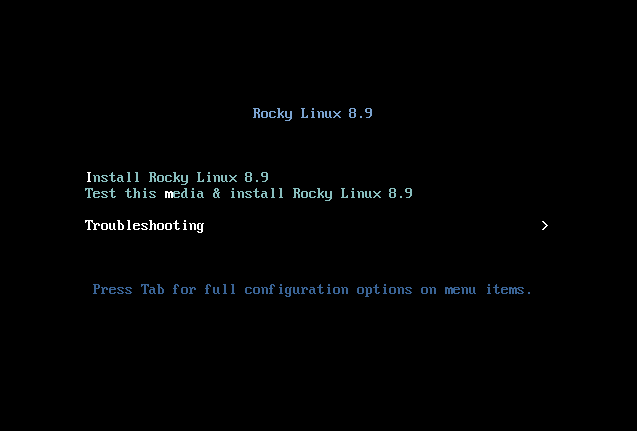 Rocky Linux 8.9
Install Rocky Linux 8.9
Test this media & install Rocky Linux 8.9
Troubleshooting >
Press Tab for full configuration options on menu items.